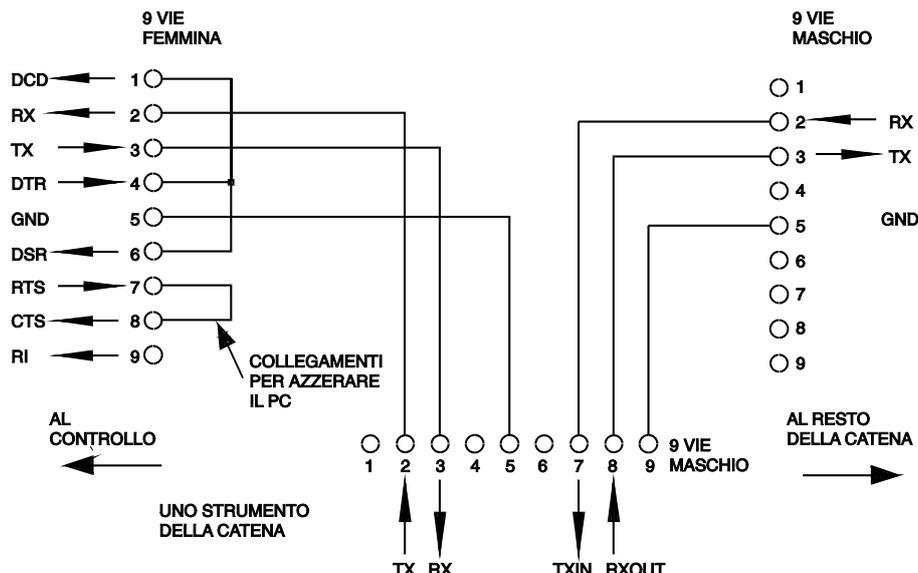 9 VIE
FEMMINA
DCD 1
RX 2
TX 3
DTR 4
GND 5
DSR 6
RTS 7
CTS 8
RI 9
COLLEGAMENTI
PER AZZERARE
IL PC
AL
CONTROLLO
9 VIE
MASCHIO
1
2 RX
3 TX
4
5 GND
6
7
8
9
AL RESTO
DELLA CATENA
1 2 3 4 5 6 7 8 9
9 VIE
MASCHIO
UNO STRUMENTO
DELLA CATENA
TX RX TXIN RXOUT